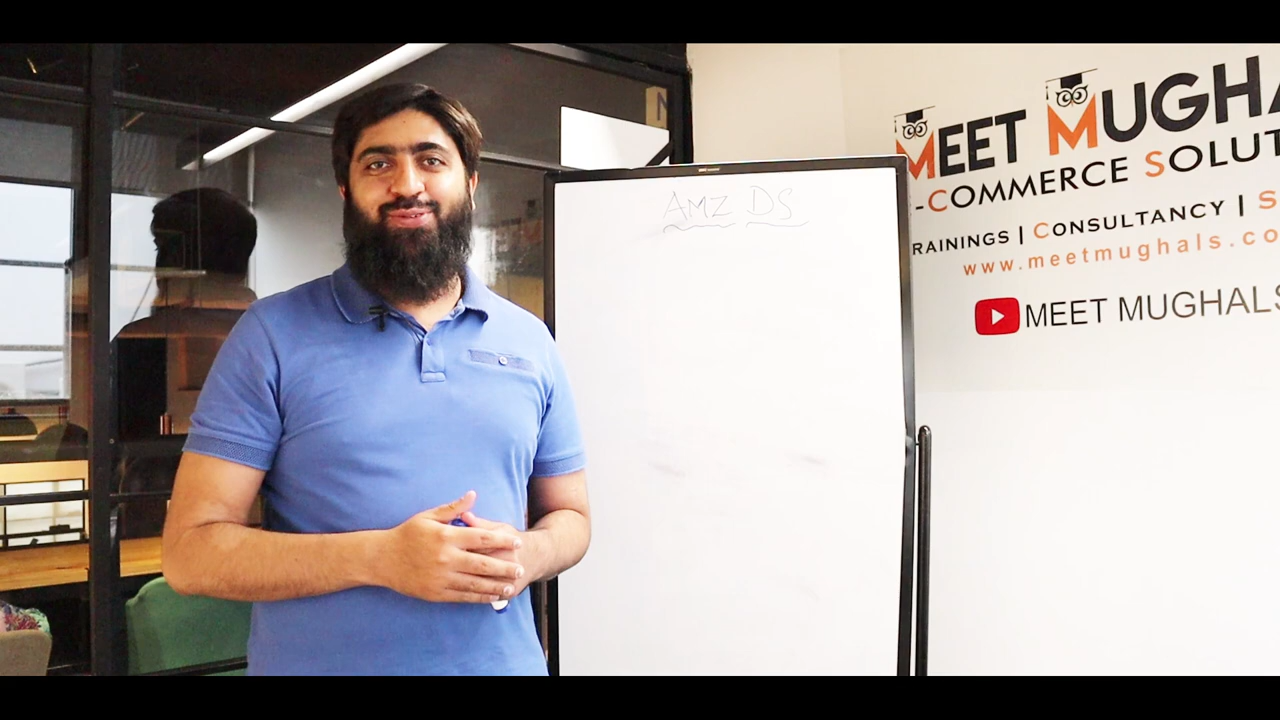 AMZ DS
MEET MUGHA
-COMMERCE SOLUT
RAININGS | CONSULTANCY | S
www.meetmughals.co
MEET MUGHALS